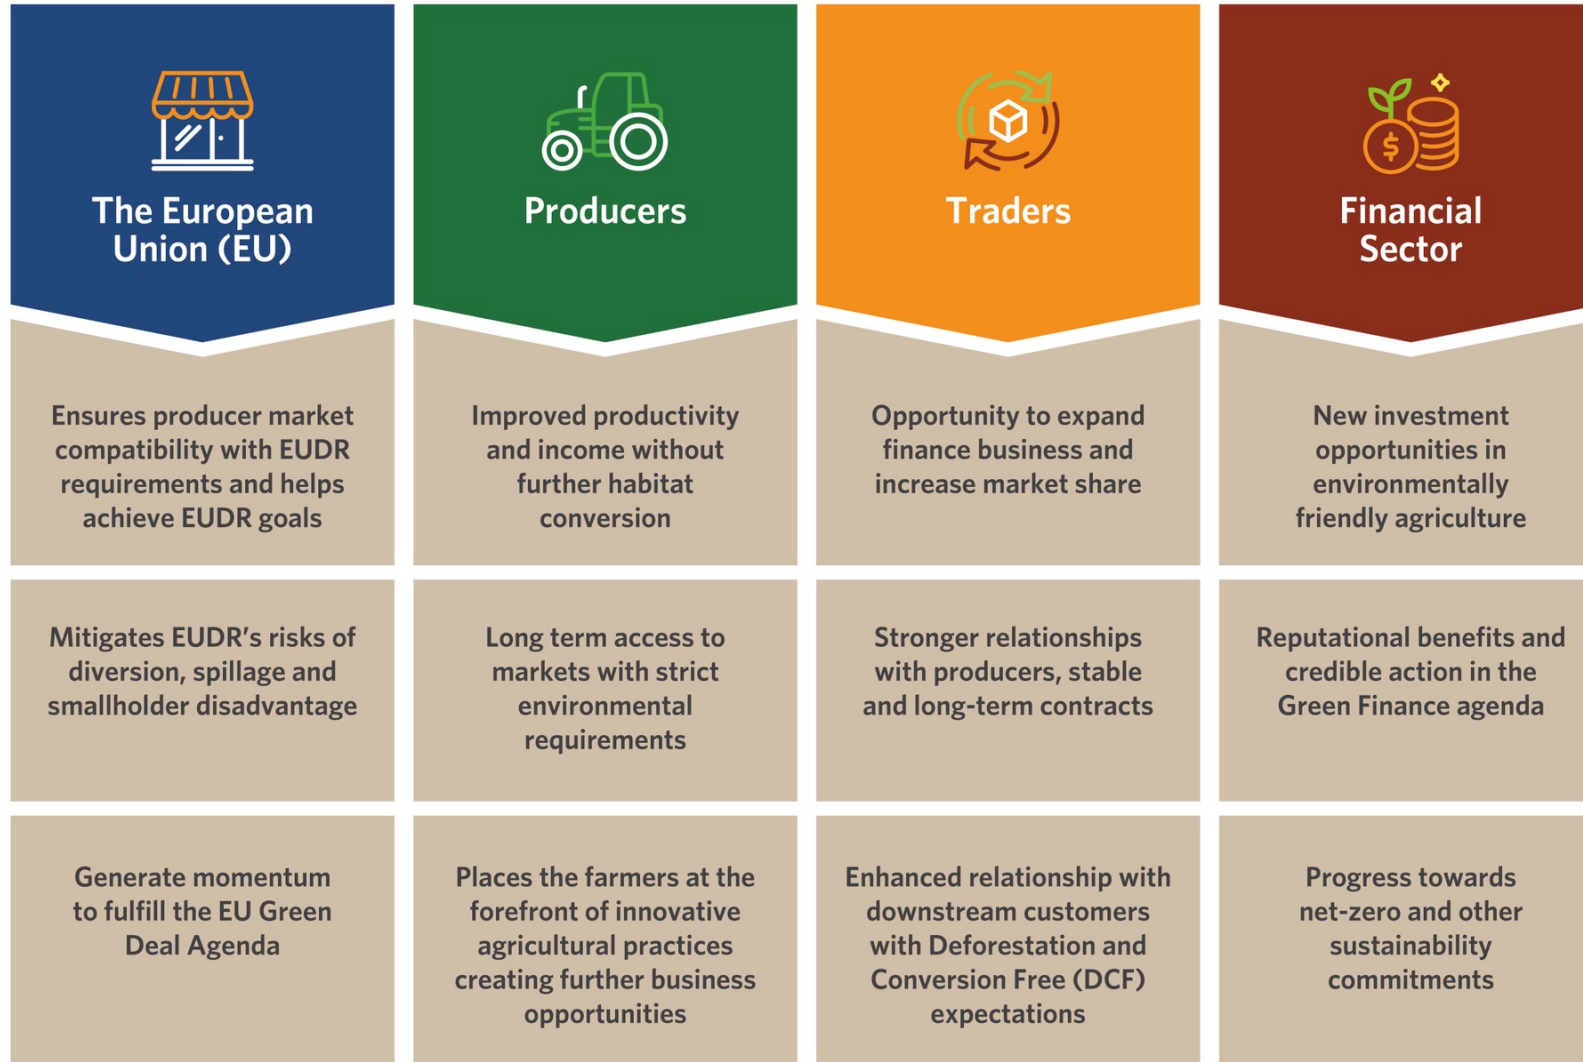 The European
Union (EU)
Ensures producer market
compatibility with EUDR
requirements and helps
achieve EUDR goals
Mitigates EUDR’s risks of
diversion, spillage and
smallholder disadvantage
Generate momentum
to fulfill the EU Green
Deal Agenda
Producers
Improved productivity
and income without
further habitat
conversion
Long term access to
markets with strict
environmental
requirements
Places the farmers at the
forefront of innovative
agricultural practices
creating further business
opportunities
Traders
Opportunity to expand
finance business and
increase market share
Stronger relationships
with producers, stable
and long-term contracts
Enhanced relationship with
downstream customers
with Deforestation and
Conversion Free (DCF)
expectations
$
Financial
Sector
New investment
opportunities in
environmentally
friendly agriculture
Reputational benefits and
credible action in the
Green Finance agenda
Progress towards
net-zero and other
sustainability
commitments